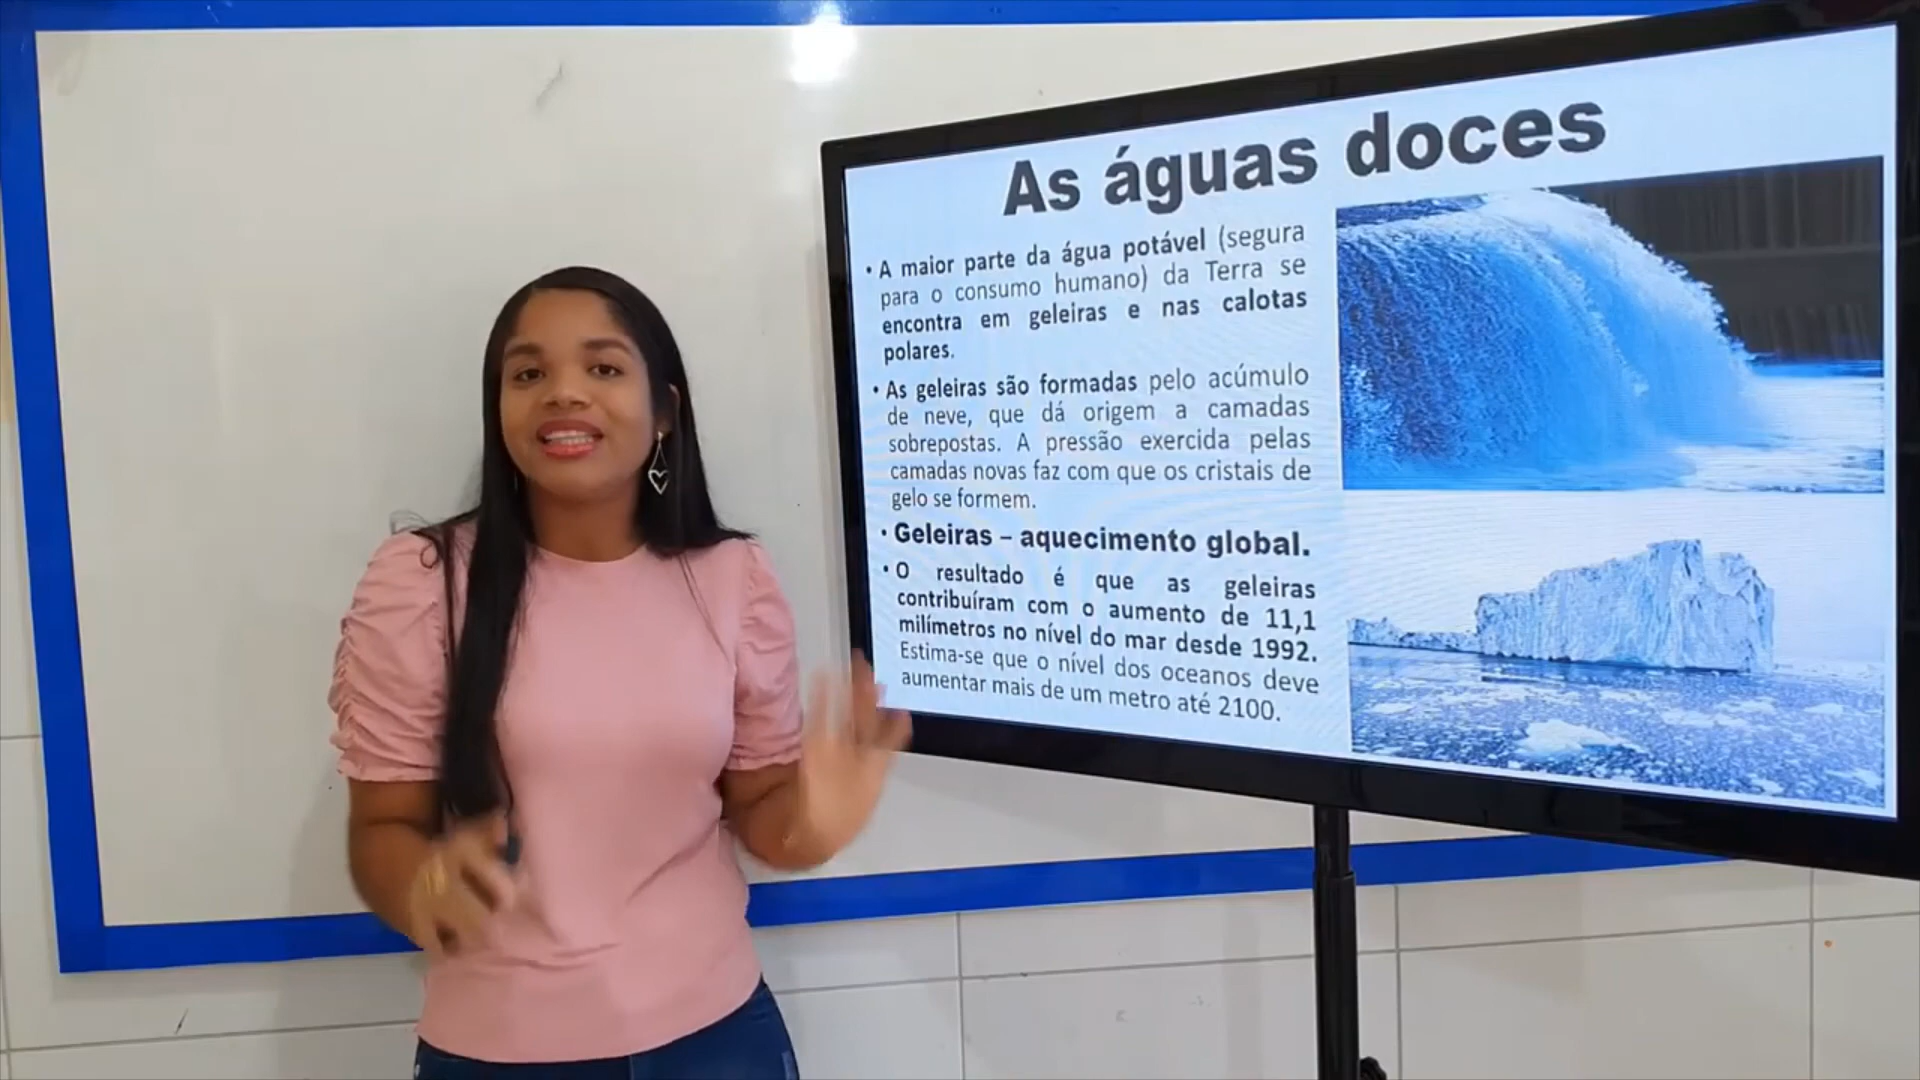 As águas doces
• A maior parte da água potável (segura
para o consumo humano) da Terra se
encontra em geleiras e nas calotas
polares.
• As geleiras são formadas pelo acúmulo
de neve, que dá origem a camadas
sobrepostas. A pressão exercida pelas
camadas novas faz com que os cristais de
gelo se formem.
• Geleiras – aquecimento global.
• O resultado é que as geleiras
contribuíram com o aumento de 11,1
milímetros no nível do mar desde 1992.
Estima-se que o nível dos oceanos deve
aumentar mais de um metro até 2100.